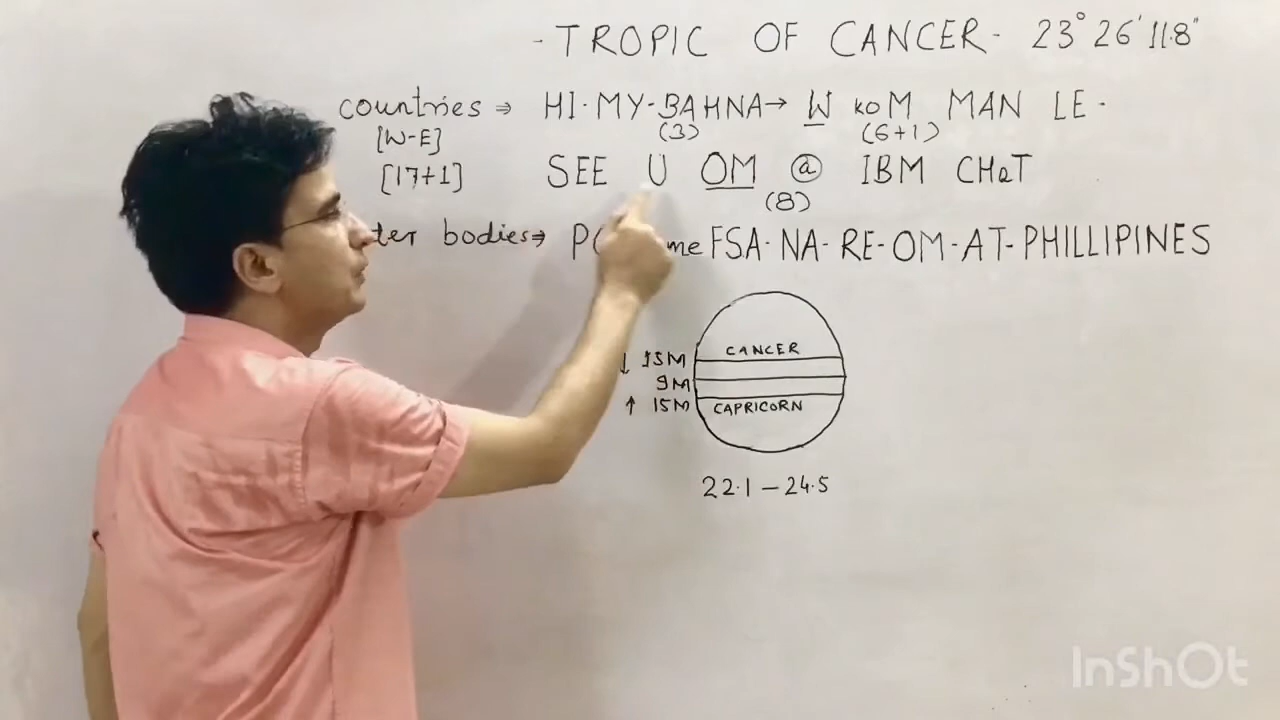 - TROPIC OF CANCER - 23° 26' 11.8"
countries ⇒ HI·MY-BAHNA → W koM MAN LE -
[W-E] (3) (6+1)
[17+1] SEE U OM @ IBM CHaT
(8)
ter bodies ⇒ me FSA·NA-RE-OM-AT-PHILLIPINES
CANCER
↓ 15M
9M
↑ 15M CAPRICORN
22.1 – 24.5
InShOt